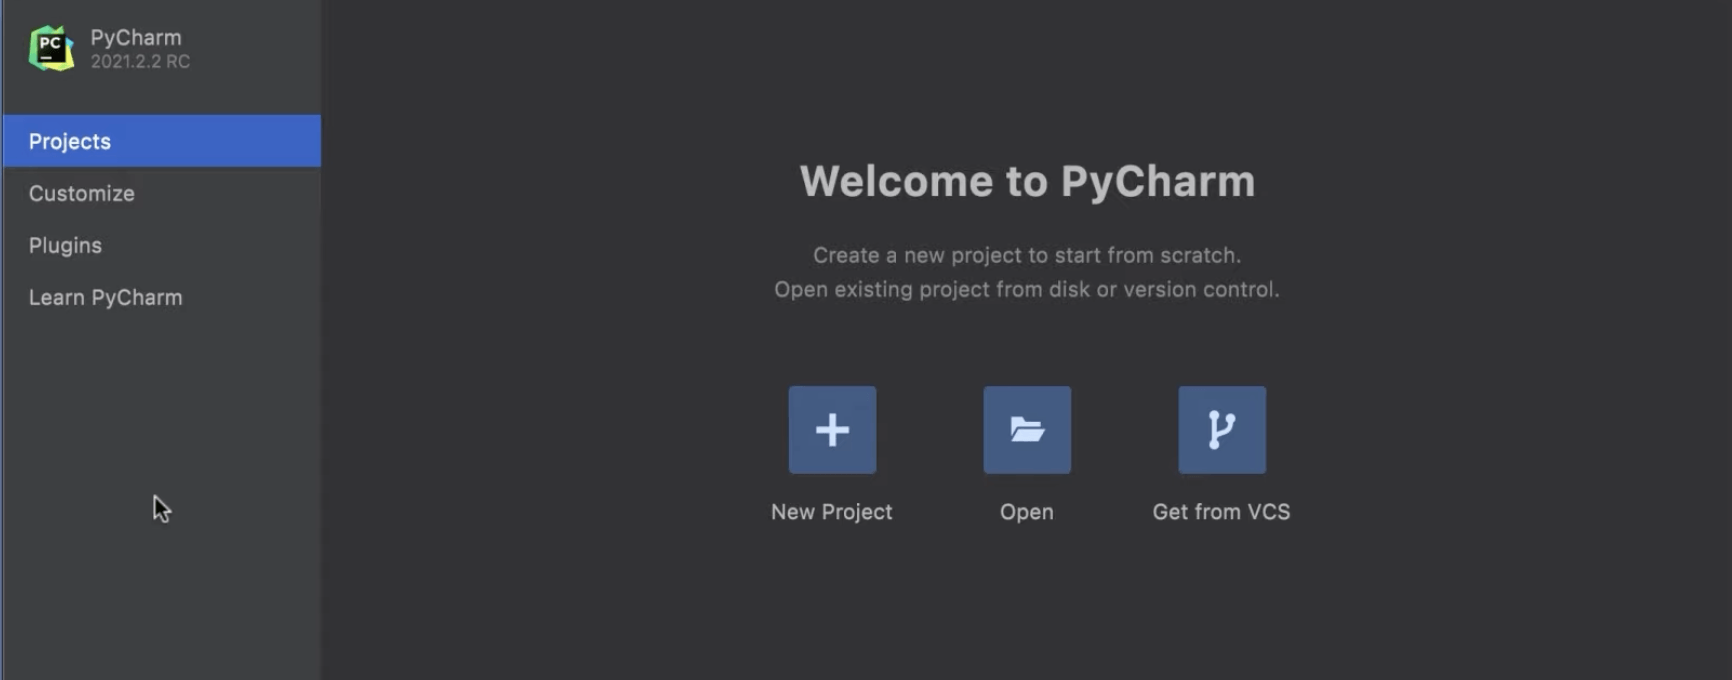 PC
PyCharm
2021.2.2 RC
Projects
Customize
Plugins
Learn PyCharm
Welcome to PyCharm
Create a new project to start from scratch.
Open existing project from disk or version control.
New Project
Open
Get from VCS